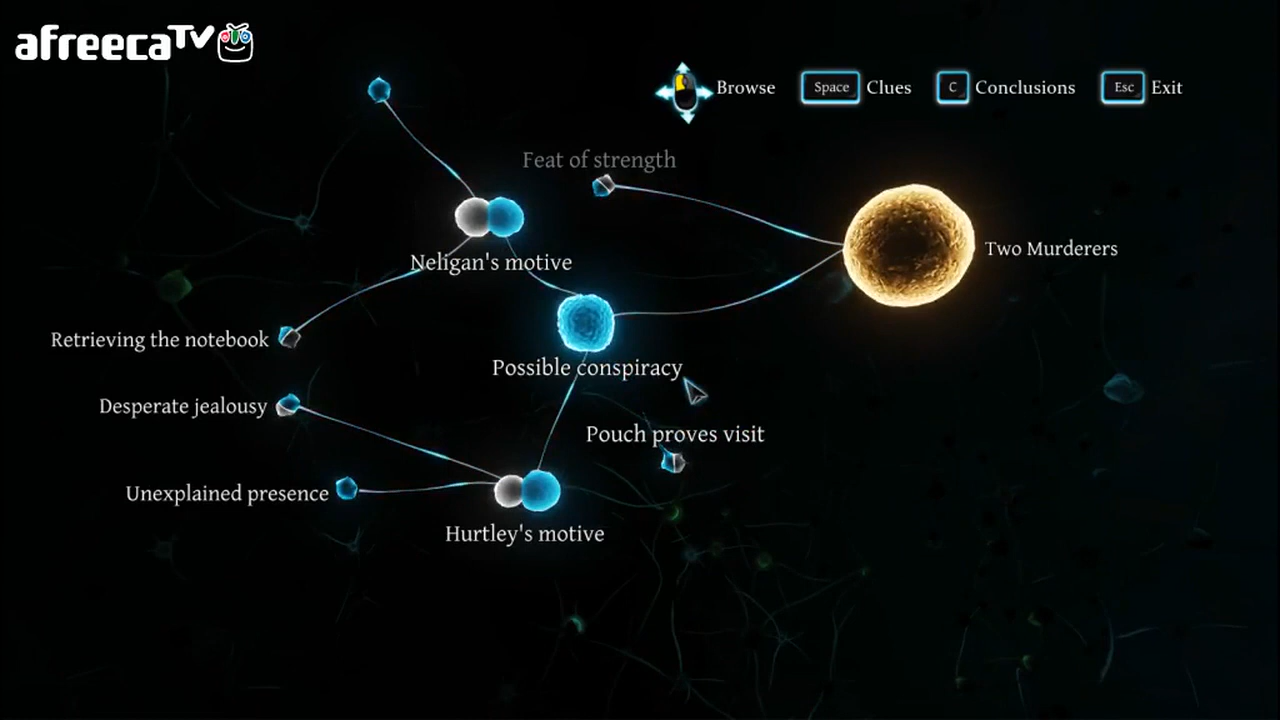 afreecaTV
Browse
Space
Clues
C
Conclusions
Esc
Exit
Feat of strength
Two Murderers
Neligan's motive
Retrieving the notebook
Possible conspiracy
Desperate jealousy
Pouch proves visit
Unexplained presence
Hurtley's motive